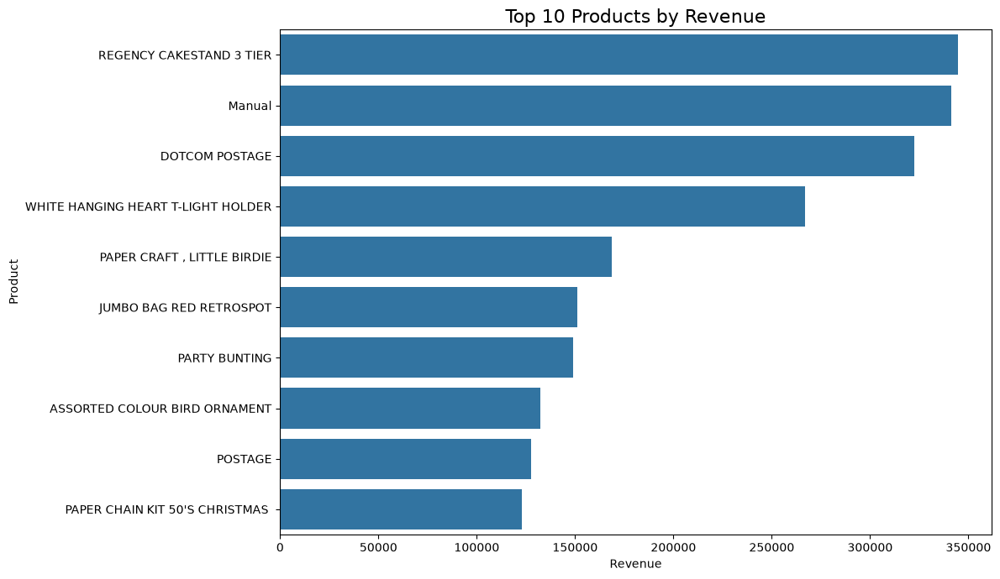 Top 10 Products by Revenue
REGENCY CAKESTAND 3 TIER
Manual
DOTCOM POSTAGE
WHITE HANGING HEART T-LIGHT HOLDER
PAPER CRAFT , LITTLE BIRDIE
JUMBO BAG RED RETROSPOT
PARTY BUNTING
ASSORTED COLOUR BIRD ORNAMENT
POSTAGE
PAPER CHAIN KIT 50'S CHRISTMAS
Product
0 50000 100000 150000 200000 250000 300000 350000
Revenue